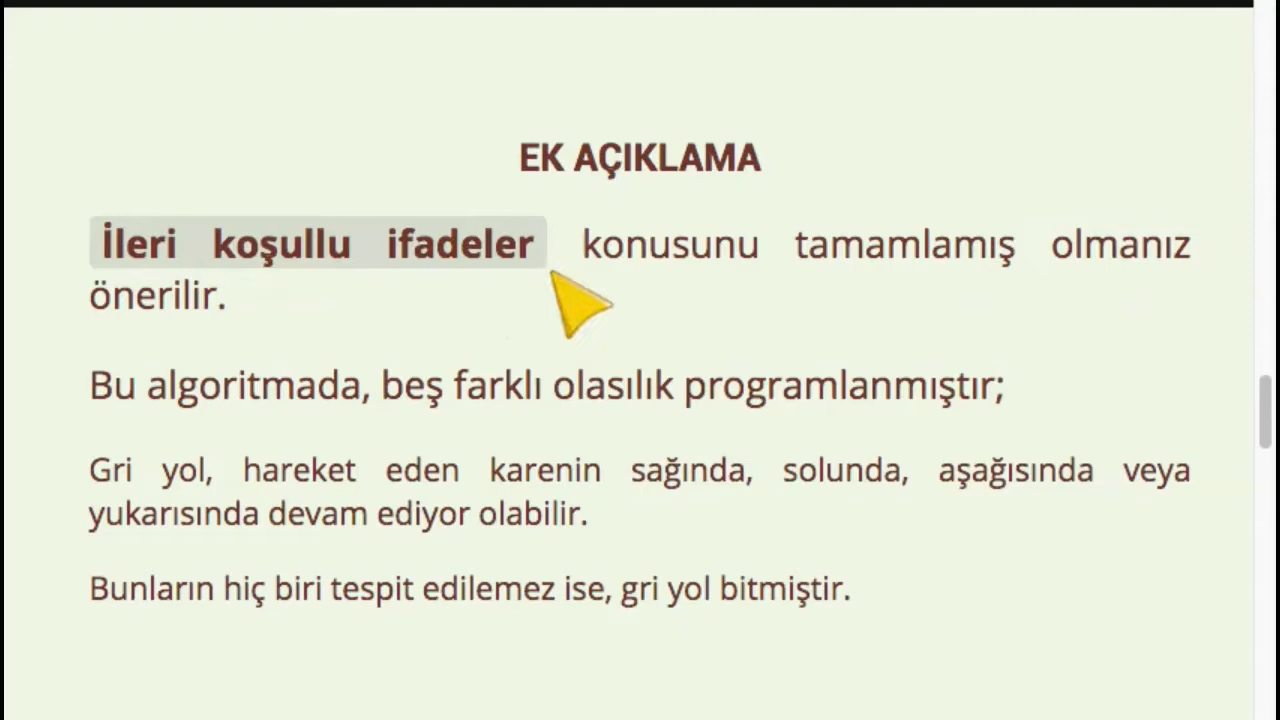 EK AÇIKLAMA
İleri koşullu ifadeler konusunu tamamlamış olmanız
önerilir.
Bu algoritmada, beş farklı olasılık programlanmıştır;
Gri yol, hareket eden karenin sağında, solunda, aşağısında veya
yukarısında devam ediyor olabilir.
Bunların hiç biri tespit edilemez ise, gri yol bitmiştir.